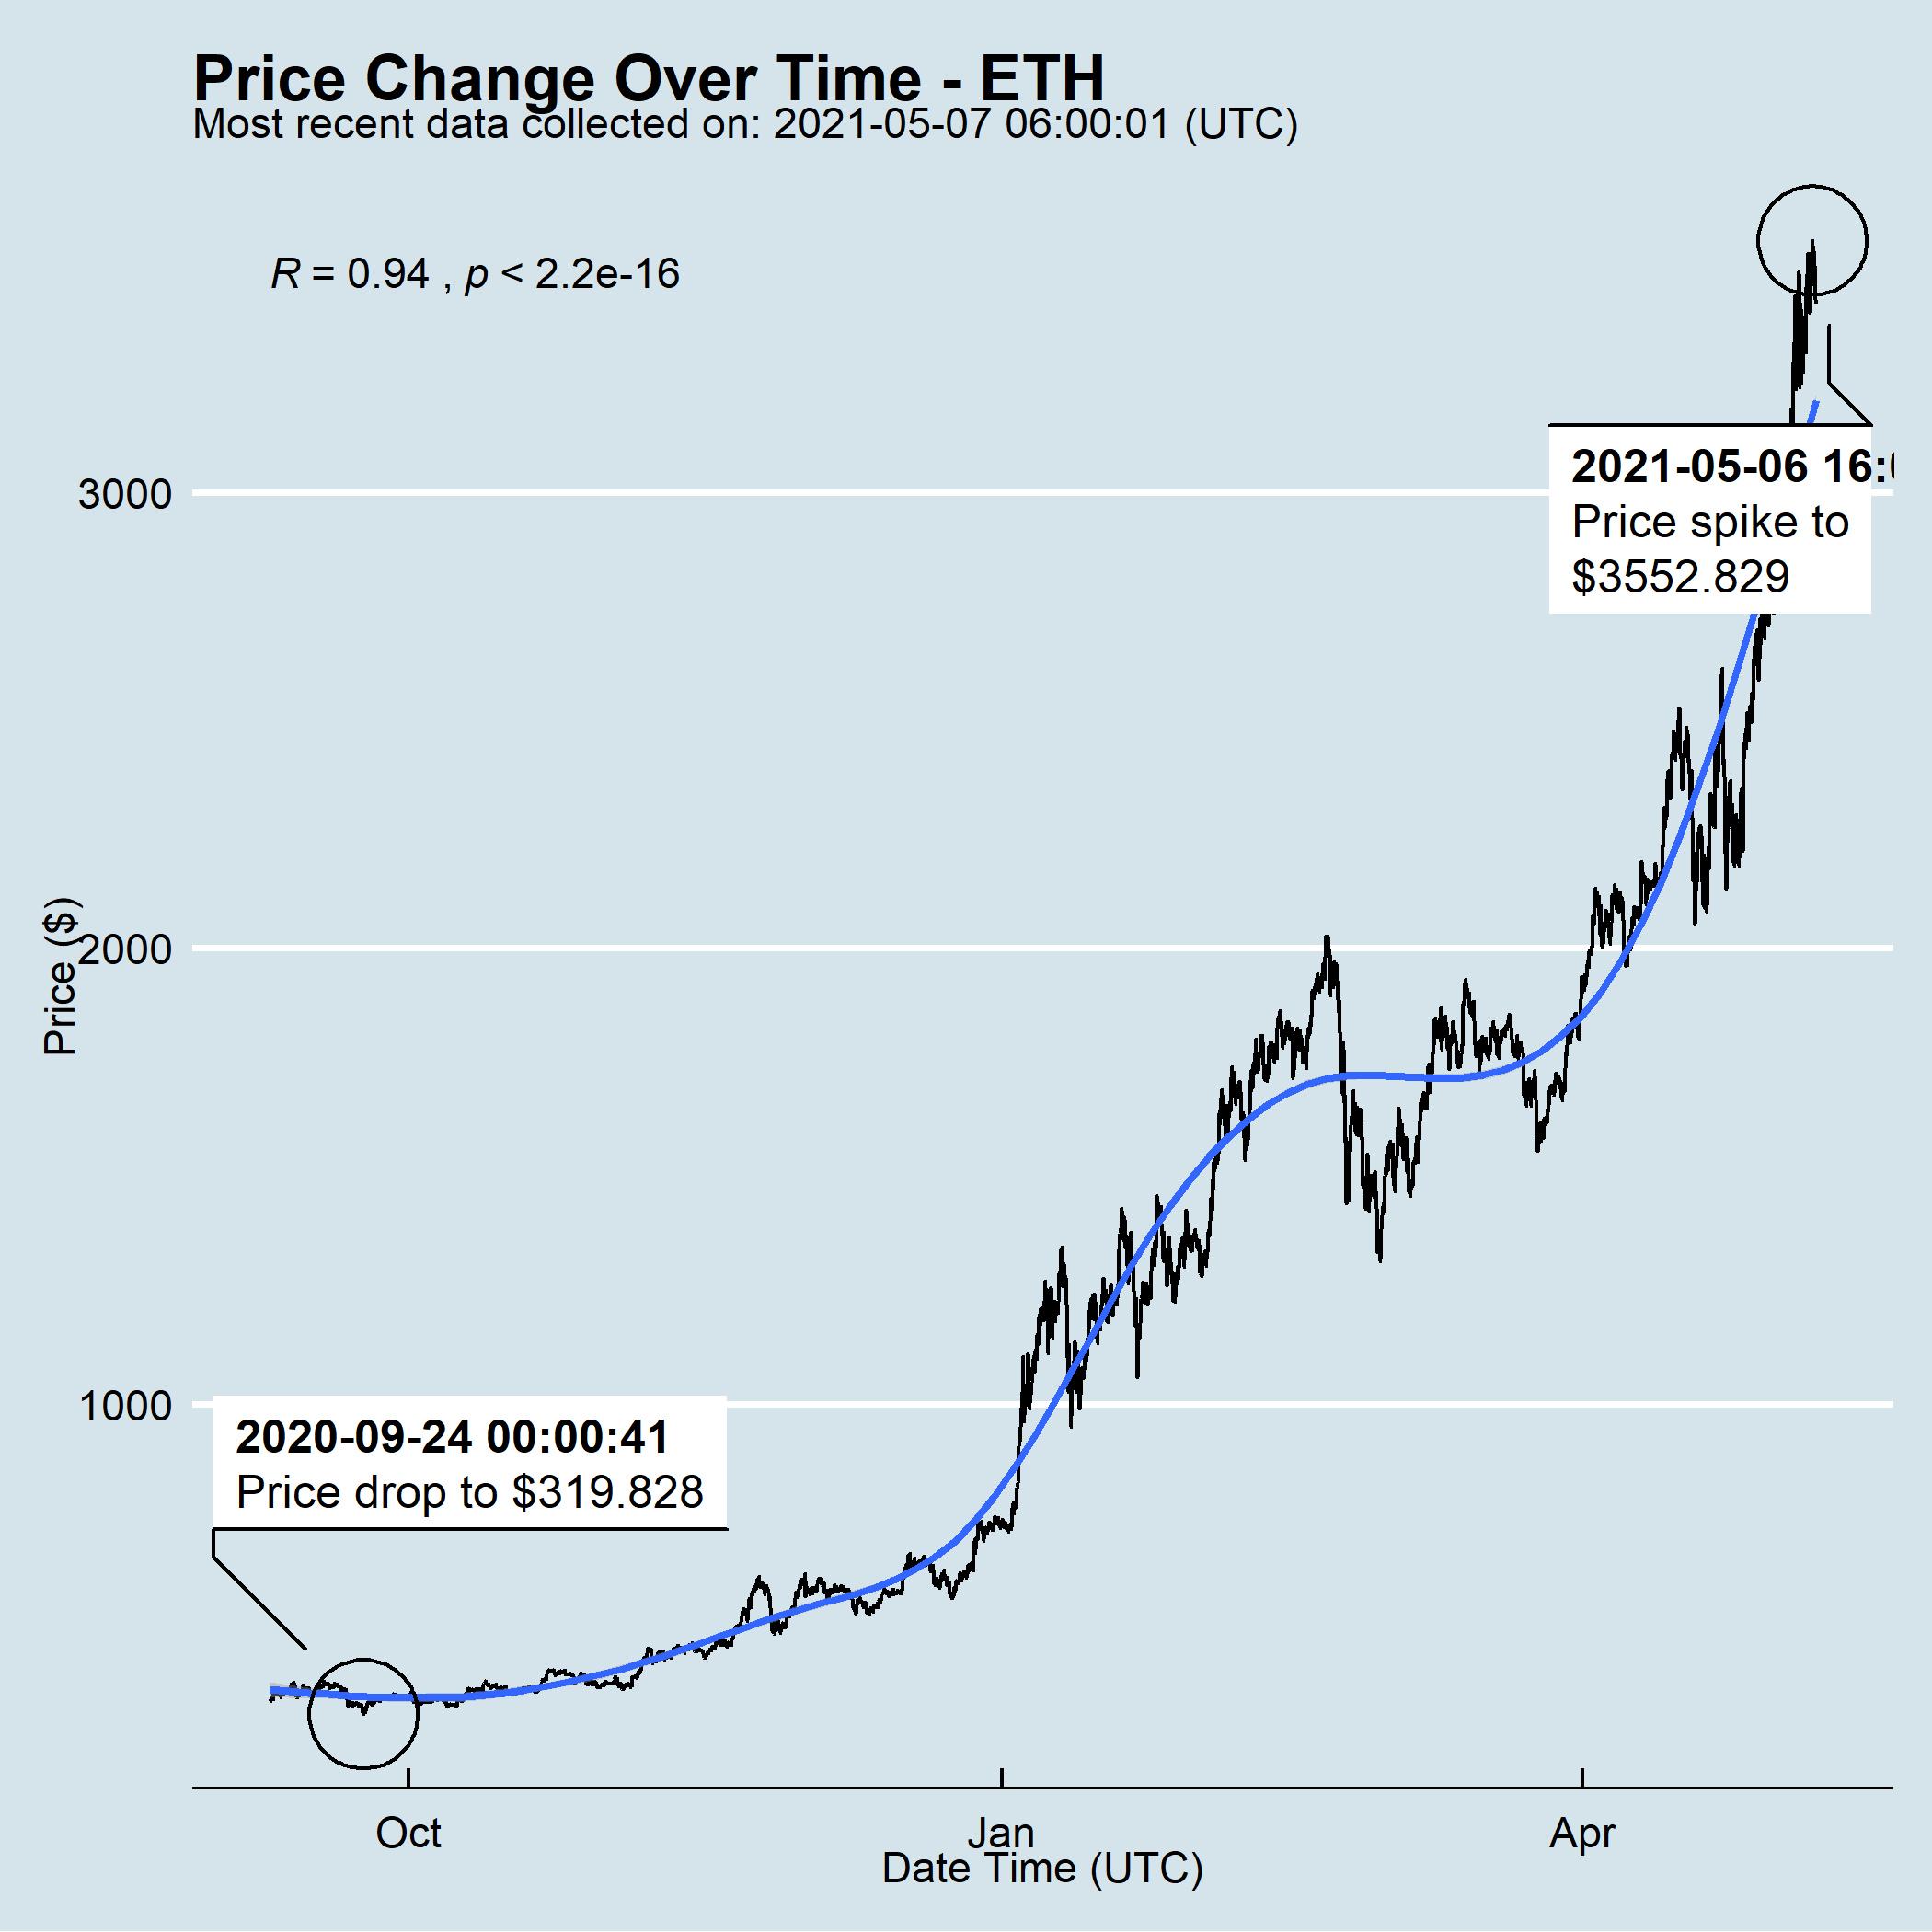 Price Change Over Time - ETH
Most recent data collected on: 2021-05-07 06:00:01 (UTC)
R = 0.94 , p < 2.2e-16
2021-05-06 16:
Price spike to
$3552.829
3000
2000
1000
Price ($)
2020-09-24 00:00:41
Price drop to $319.828
Oct
Jan
Apr
Date Time (UTC)